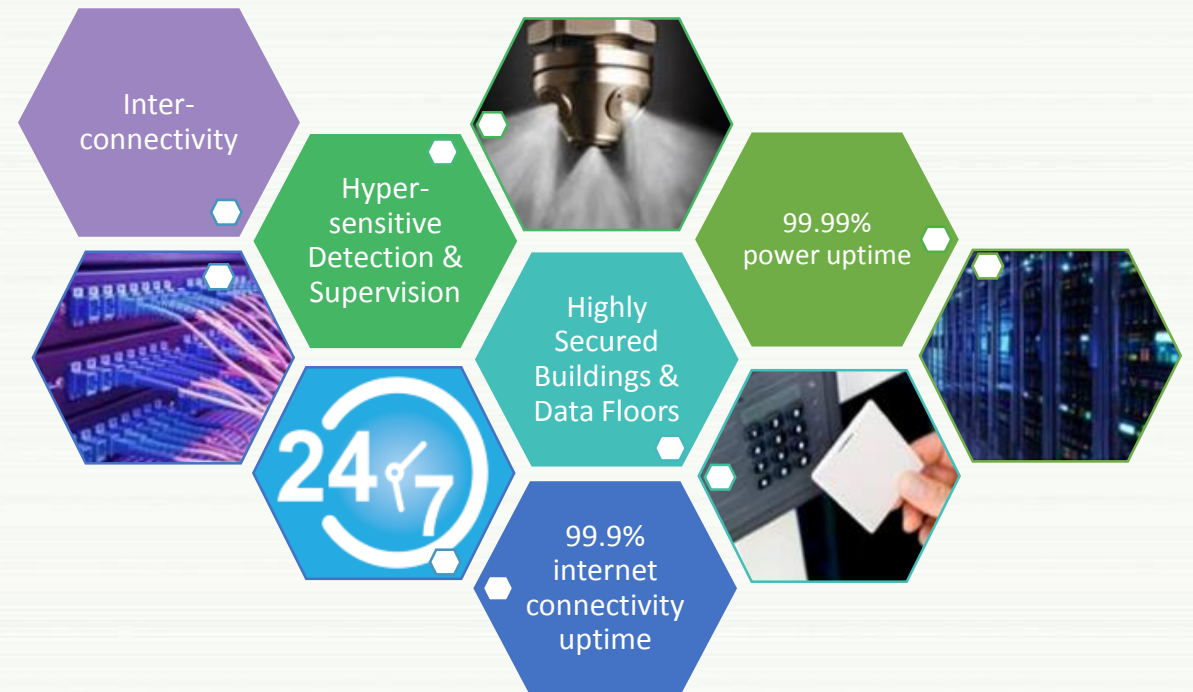 Inter-
connectivity
Hyper-
sensitive
Detection &
Supervision
99.99%
power uptime
Highly
Secured
Buildings &
Data Floors
24
7
99.9%
internet
connectivity
uptime